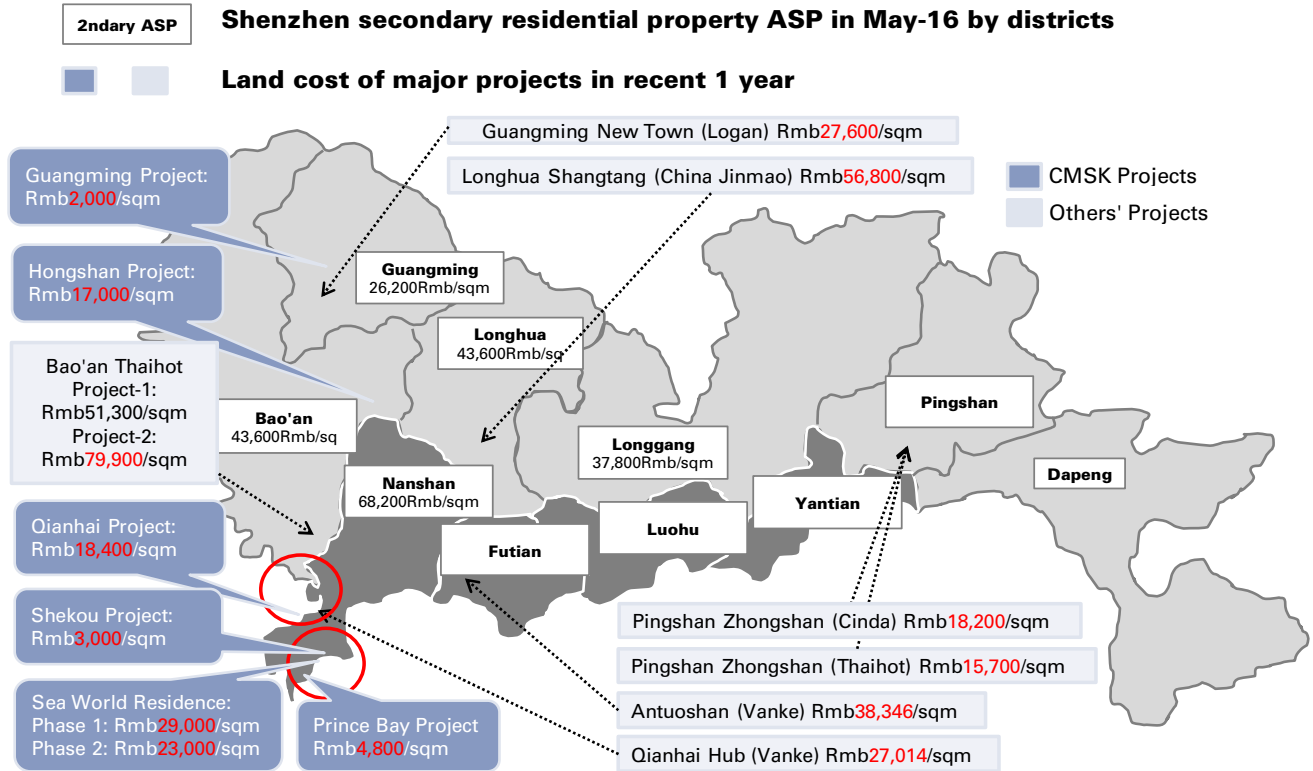 2ndary ASP
Shenzhen secondary residential property ASP in May-16 by districts
Land cost of major projects in recent 1 year
Guangming New Town (Logan) Rmb27,600/sqm
Longhua Shangtang (China Jinmao) Rmb56,800/sqm
CMSK Projects
Others' Projects
Guangming Project:
Rmb2,000/sqm
Hongshan Project:
Rmb17,000/sqm
Bao'an Thaihot
Project-1:
Rmb51,300/sqm
Project-2:
Rmb79,900/sqm
Qianhai Project:
Rmb18,400/sqm
Shekou Project:
Rmb3,000/sqm
Sea World Residence:
Phase 1: Rmb29,000/sqm
Phase 2: Rmb23,000/sqm
Prince Bay Project
Rmb4,800/sqm
Guangming
26,200Rmb/sqm
Longhua
43,600Rmb/sq
Bao'an
43,600Rmb/sq
Nanshan
68,200Rmb/sqm
Longgang
37,800Rmb/sqm
Futian
Luohu
Yantian
Pingshan
Dapeng
Pingshan Zhongshan (Cinda) Rmb18,200/sqm
Pingshan Zhongshan (Thaihot) Rmb15,700/sqm
Antuoshan (Vanke) Rmb38,346/sqm
Qianhai Hub (Vanke) Rmb27,014/sqm